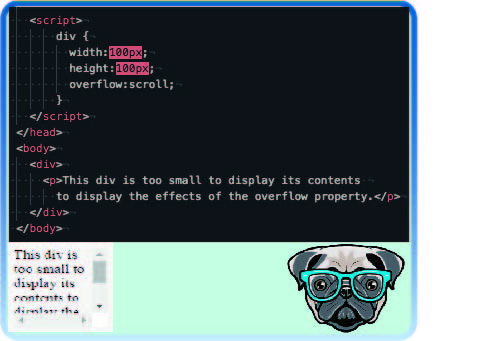 <script>
div {
width:100px;
height:100px;
overflow:scroll;
}
</script>
</head>
<body>
<div>
<p>This div is too small to display its contents
to display the effects of the overflow property.</p>
</div>
</body>
This div is
too small to
display its
contents to
display the